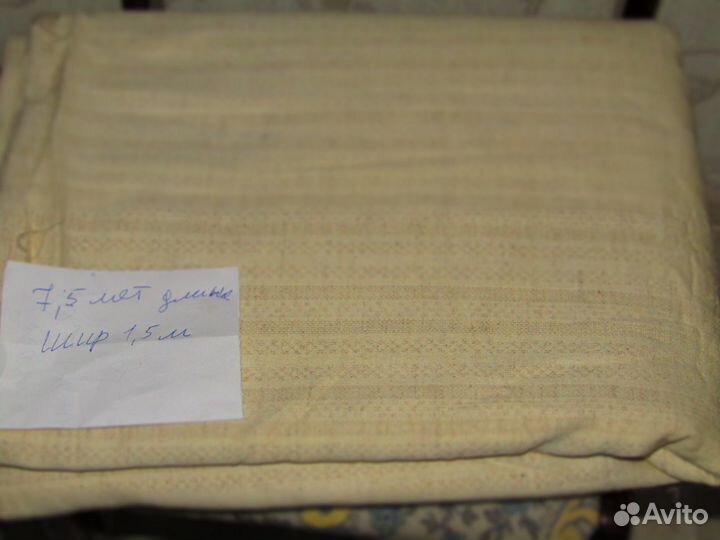 7,5 мет длина
шир 1,5 м
Avito